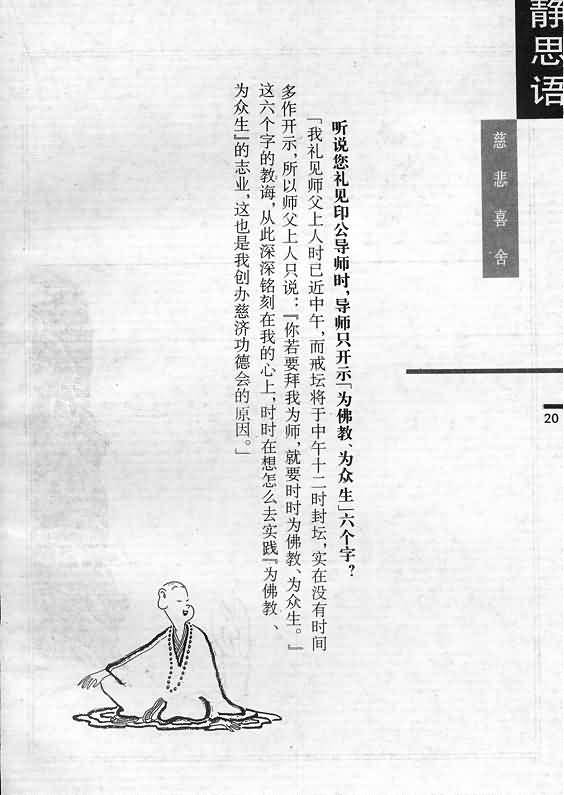 静思语
慈悲喜舍
20
听说您礼见印公导师时，导师只开示「为佛教、为众生」六个字？
「我礼见师父上人时已近中午，而戒坛将于中午十二时封坛，实在没有时间
多作开示，所以师父上人只说：『你若要拜我为师，就要时时为佛教、为众生。』
这六个字的教诲，从此深深铭刻在我的心上，时时在想怎么去实践『为佛教、
为众生』的志业，这也是我创办慈济功德会的原因。」